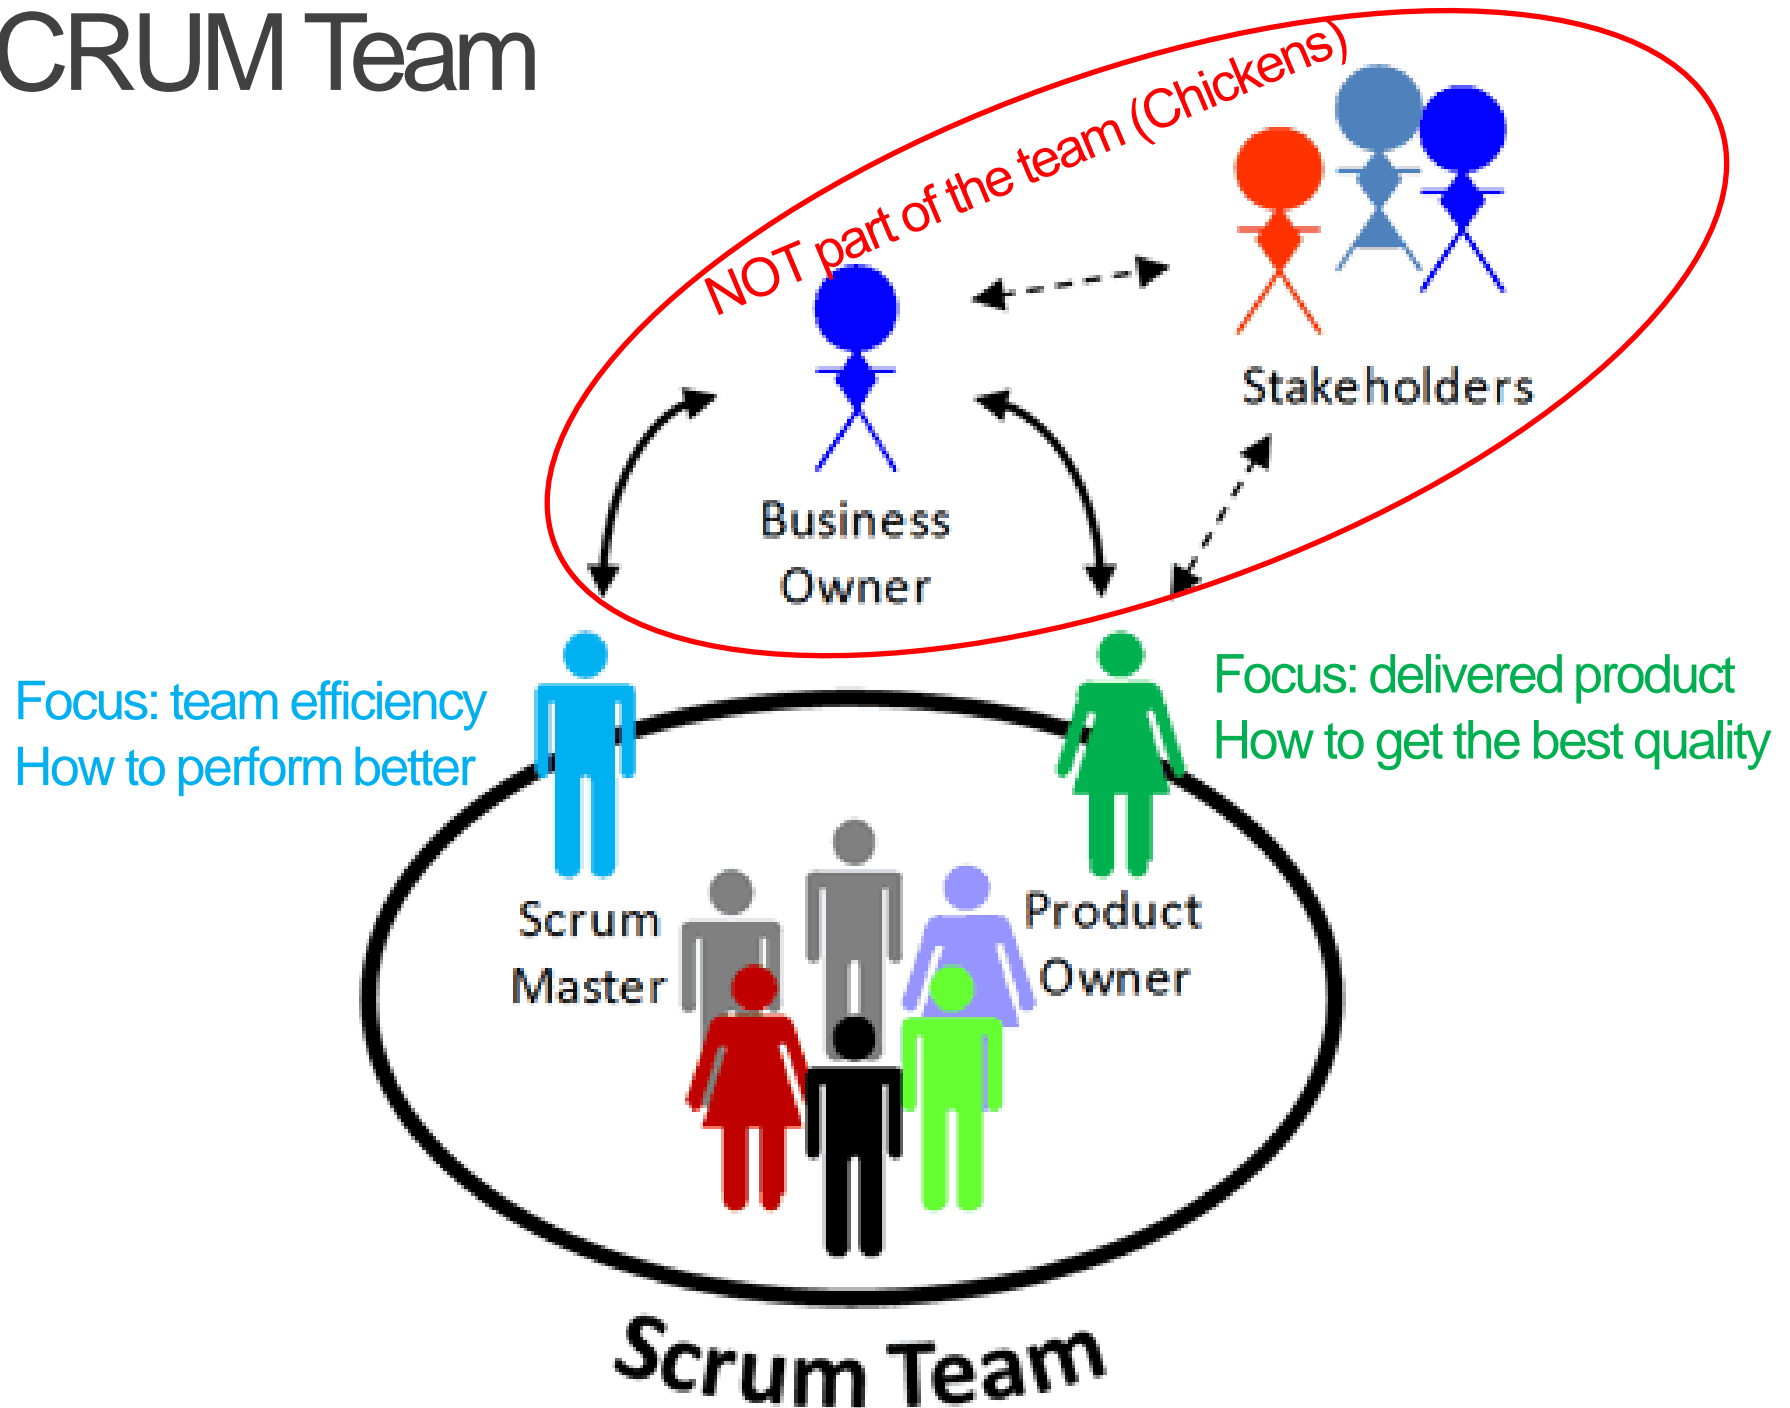 CRUM Team
NOT part of the team (Chickens)
Stakeholders
Business
Owner
Focus: team efficiency
How to perform better
Focus: delivered product
How to get the best quality
Scrum
Master
Product
Owner
Scrum Team